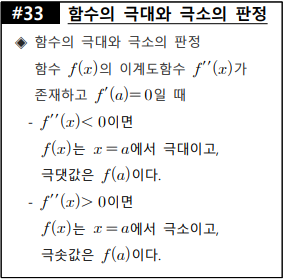 #33 함수의 극대와 극소의 판정
◈ 함수의 극대와 극소의 판정
함수 f(x)의 이계도함수 f′′(x)가
존재하고 f′(a)=0일 때
- f′′(x)< 0이면
f(x)는 x=a에서 극대이고,
극댓값은 f(a)이다.
- f′′(x)> 0이면
f(x)는 x=a에서 극소이고,
극솟값은 f(a)이다.